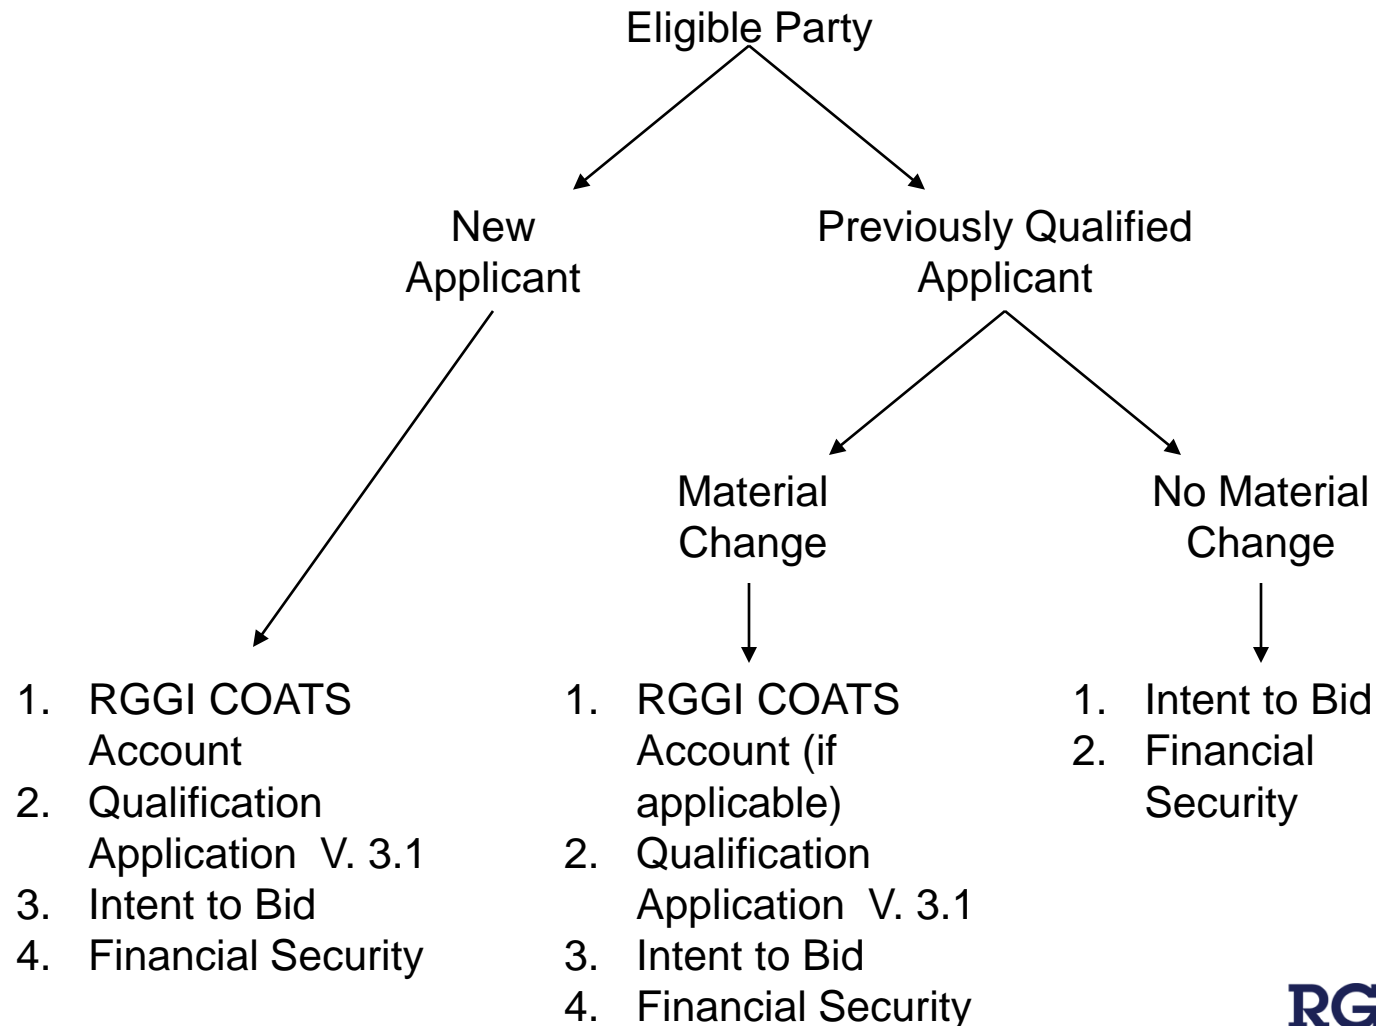 Eligible Party
New
Applicant
Previously Qualified
Applicant
Material
Change
No Material
Change
1. RGGI COATS
Account
2. Qualification
Application V. 3.1
3. Intent to Bid
4. Financial Security
1. RGGI COATS
Account (if
applicable)
2. Qualification
Application V. 3.1
3. Intent to Bid
4. Financial Security
1. Intent to Bid
2. Financial
Security